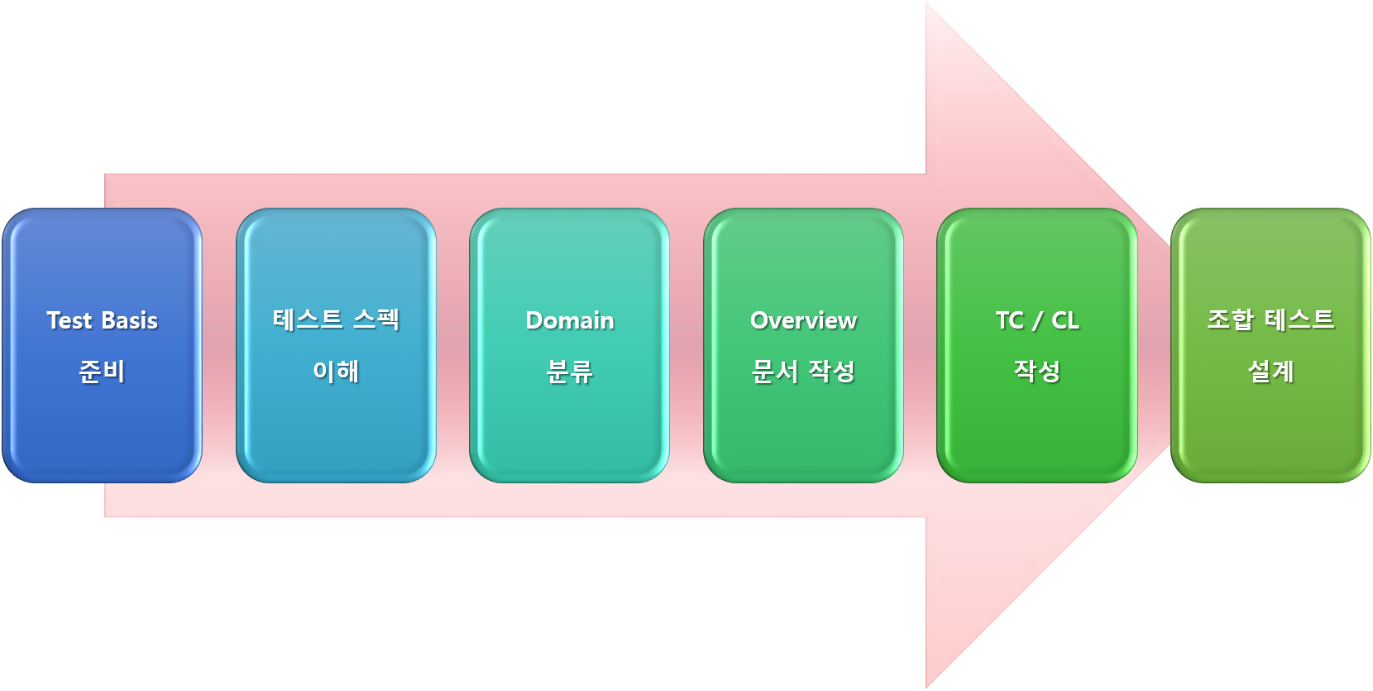 Test Basis
준비
테스트 스펙
이해
Domain
분류
Overview
문서 작성
TC / CL
작성
조합 테스트
설계